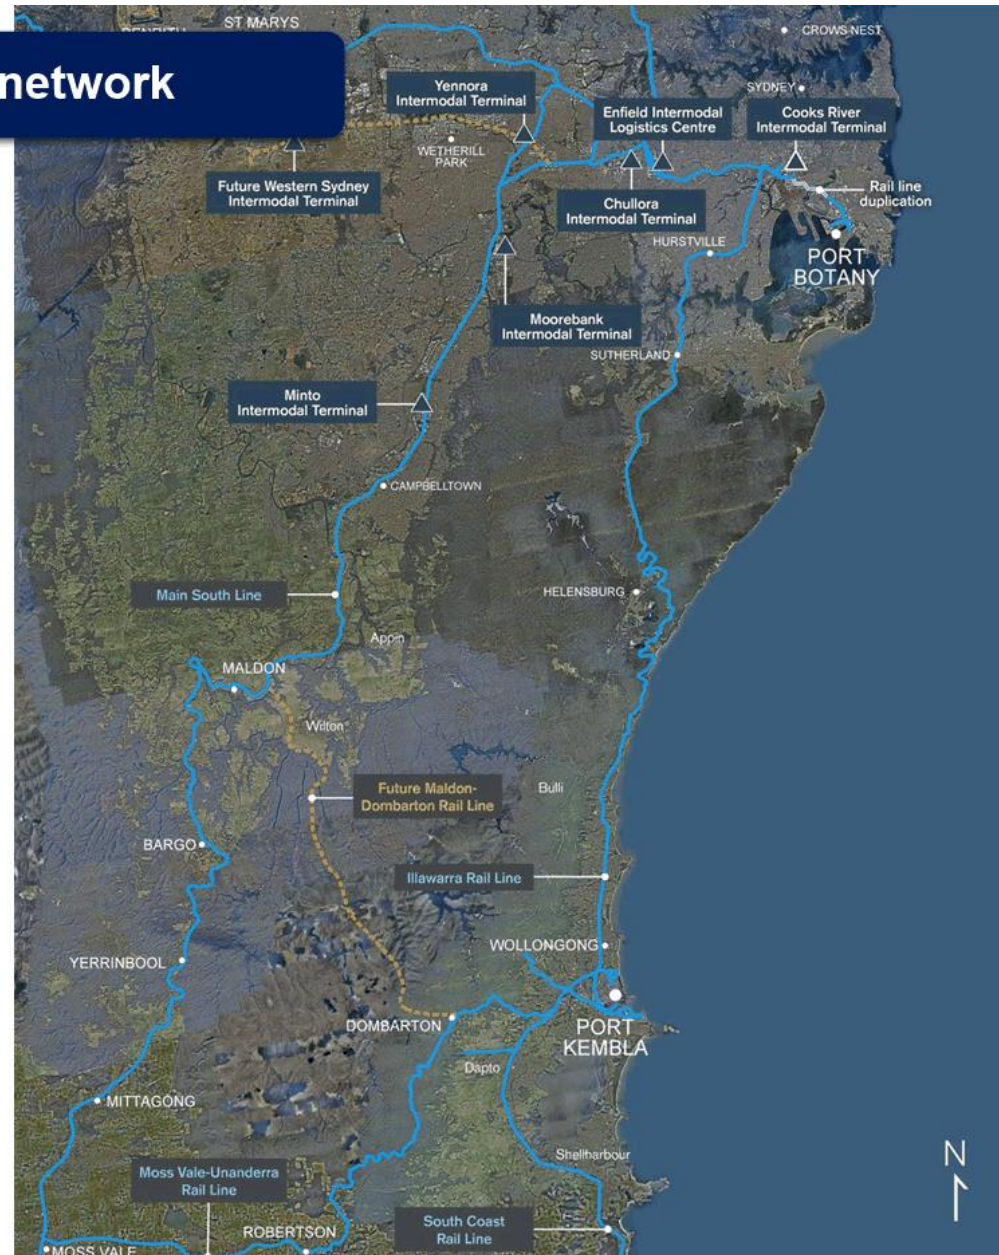 ST MARYS
CROWS NEST
network
Yennora
Intermodal Terminal
SYDNEY
Enfield Intermodal
Logistics Centre
Cooks River
Intermodal Terminal
WETHERILL
PARK
Future Western Sydney
Intermodal Terminal
Chullora
Intermodal Terminal
Rail line
duplication
HURSTVILLE
PORT
BOTANY
Moorebank
Intermodal Terminal
SUTHERLAND
Minto
Intermodal Terminal
CAMPBELLTOWN
Main South Line
HELENSBURG
Appin
MALDON
Wilton
Future Maldon-
Dombarton Rail Line
Bulli
BARGO
Illawarra Rail Line
WOLLONGONG
YERRINBOOL
DOMBARTON
PORT
KEMBLA
Dapto
MITTAGONG
Shellharbour
N
Moss Vale-Unanderra
Rail Line
ROBERTSON
South Coast
Rail Line
MOSS VALE